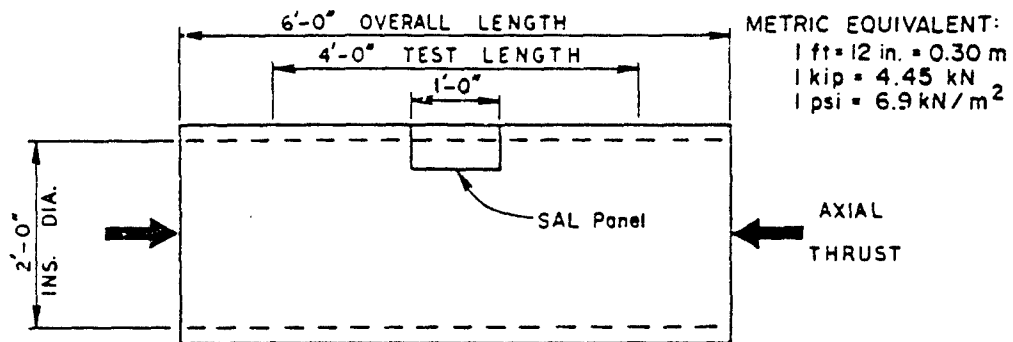 6'-0" OVERALL LENGTH
4'-0" TEST LENGTH
1'-0"
METRIC EQUIVALENT:
1 ft = 12 in. = 0.30 m
1 kip = 4.45 kN
1 psi = 6.9 kN/m²
2'-0"
INS. DIA.
SAL Panel
AXIAL
THRUST